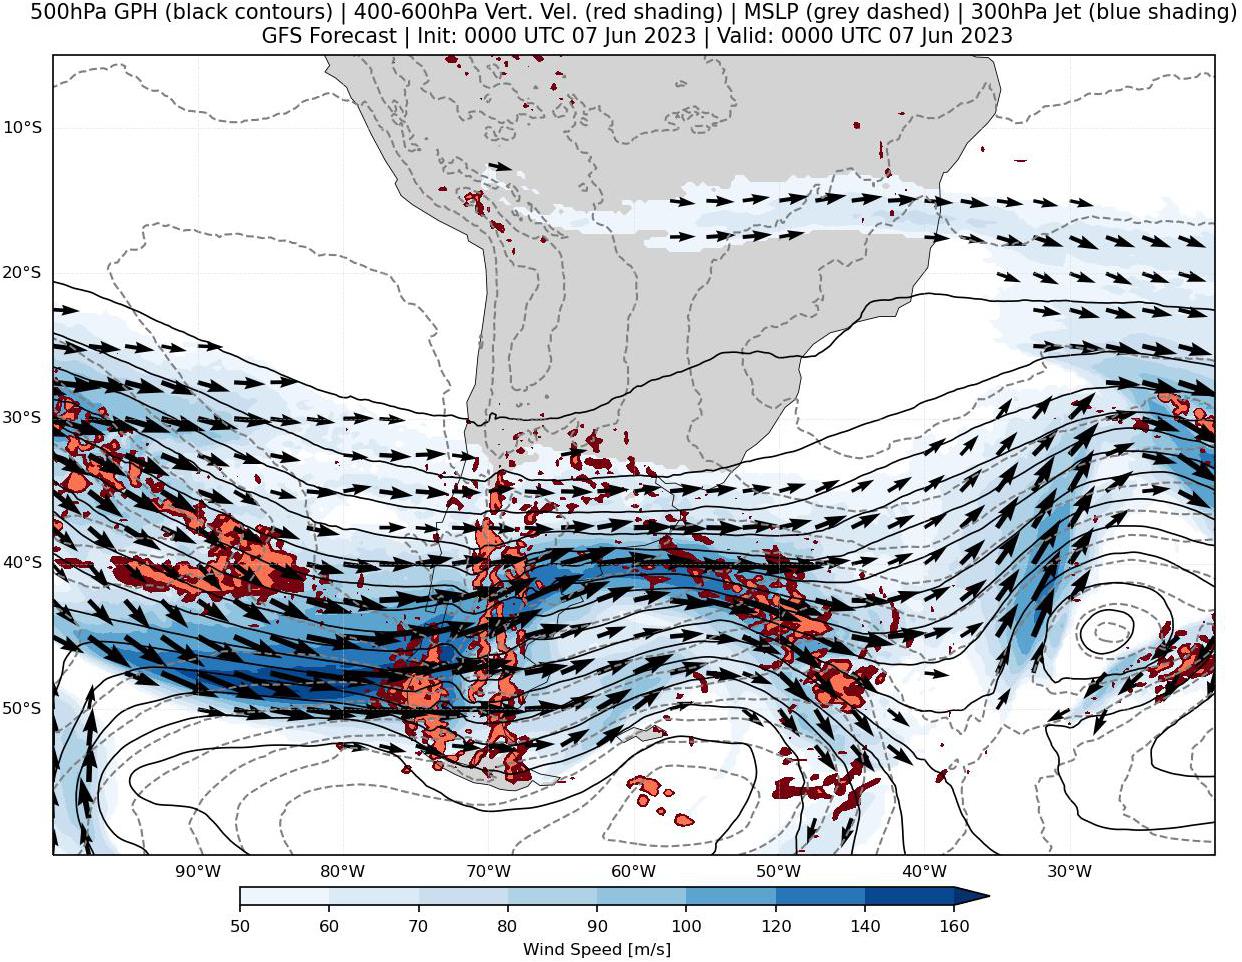 500hPa GPH (black contours) | 400-600hPa Vert. Vel. (red shading) | MSLP (grey dashed) | 300hPa Jet (blue shading)
GFS Forecast | Init: 0000 UTC 07 Jun 2023 | Valid: 0000 UTC 07 Jun 2023
10°S
20°S
30°S
40°S
50°S
90°W 80°W 70°W 60°W 50°W 40°W 30°W
50 60 70 80 90 100 120 140 160
Wind Speed [m/s]